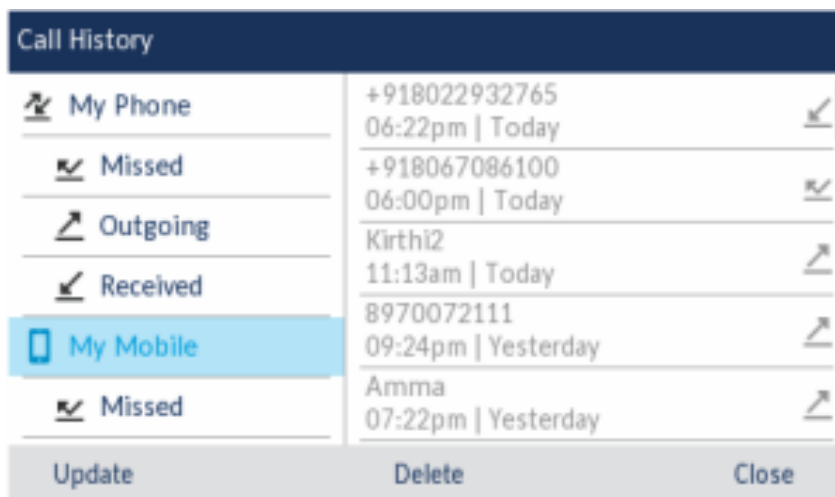 Call History
My Phone
Missed
Outgoing
Received
My Mobile
Missed
+918022932765
06:22pm | Today
+918067086100
06:00pm | Today
Kirthi2
11:13am | Today
8970072111
09:24pm | Yesterday
Amma
07:22pm | Yesterday
Update
Delete
Close